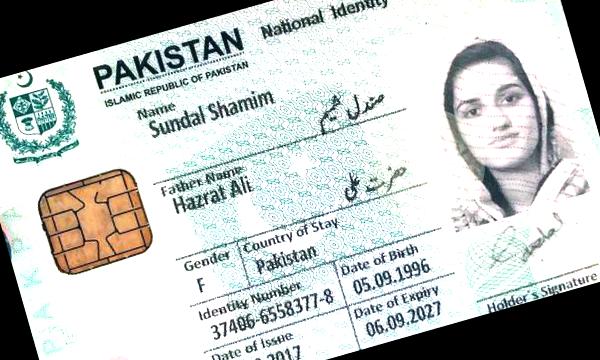 PAKISTAN National Identity
ISLAMIC REPUBLIC OF PAKISTAN
Name
Sundal Shamim
صندل شمیم
Father Name
Hazrat Ali
حضرت علی
Gender
F
Country of Stay
Pakistan
Identity Number
37406-6558377-8
Date of Birth
05.09.1996
Date of Issue
2017
Date of Expiry
06.09.2027
Holder's Signature